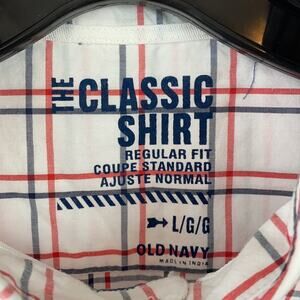 THE CLASSIC
SHIRT
REGULAR FIT
COUPE STANDARD
AJUSTE NORMAL
L/G/G
OLD NAVY
MADE IN INDIA